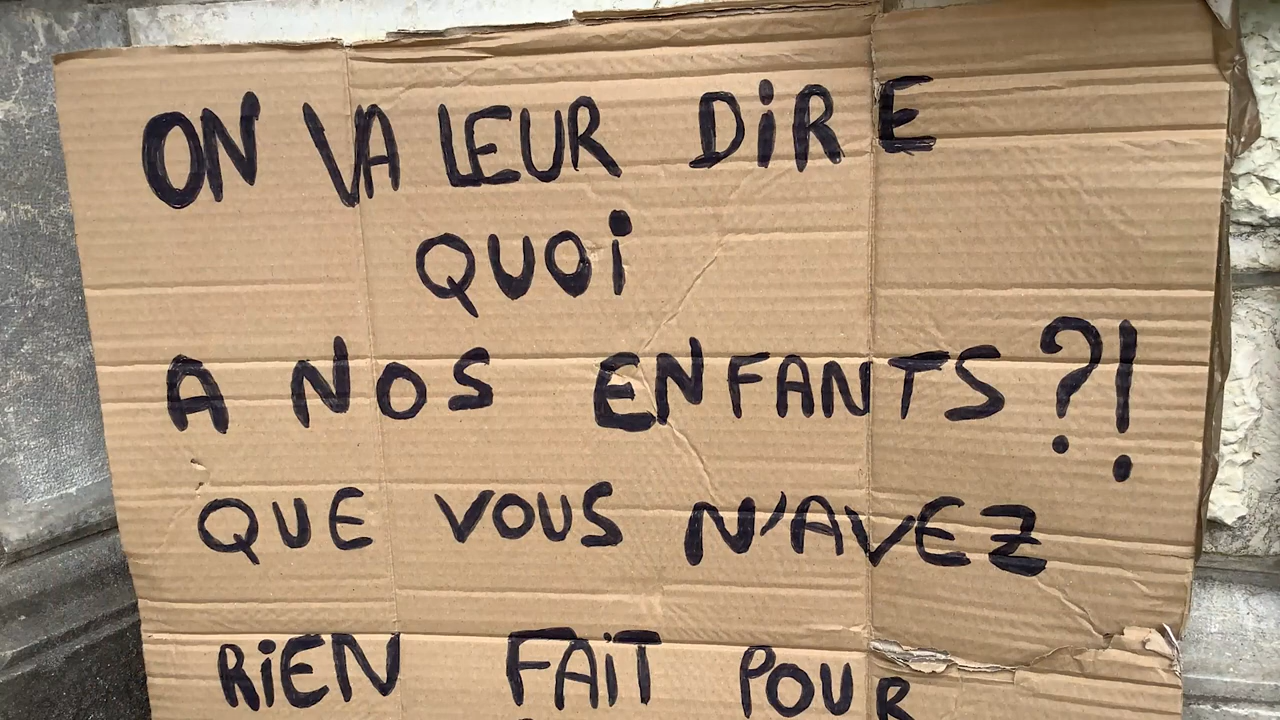 ON VA LEUR DiRE
QUOi
A NOS ENFANTS ?!
QUE VOUS N'AVEZ
RiEN FAiT POUR